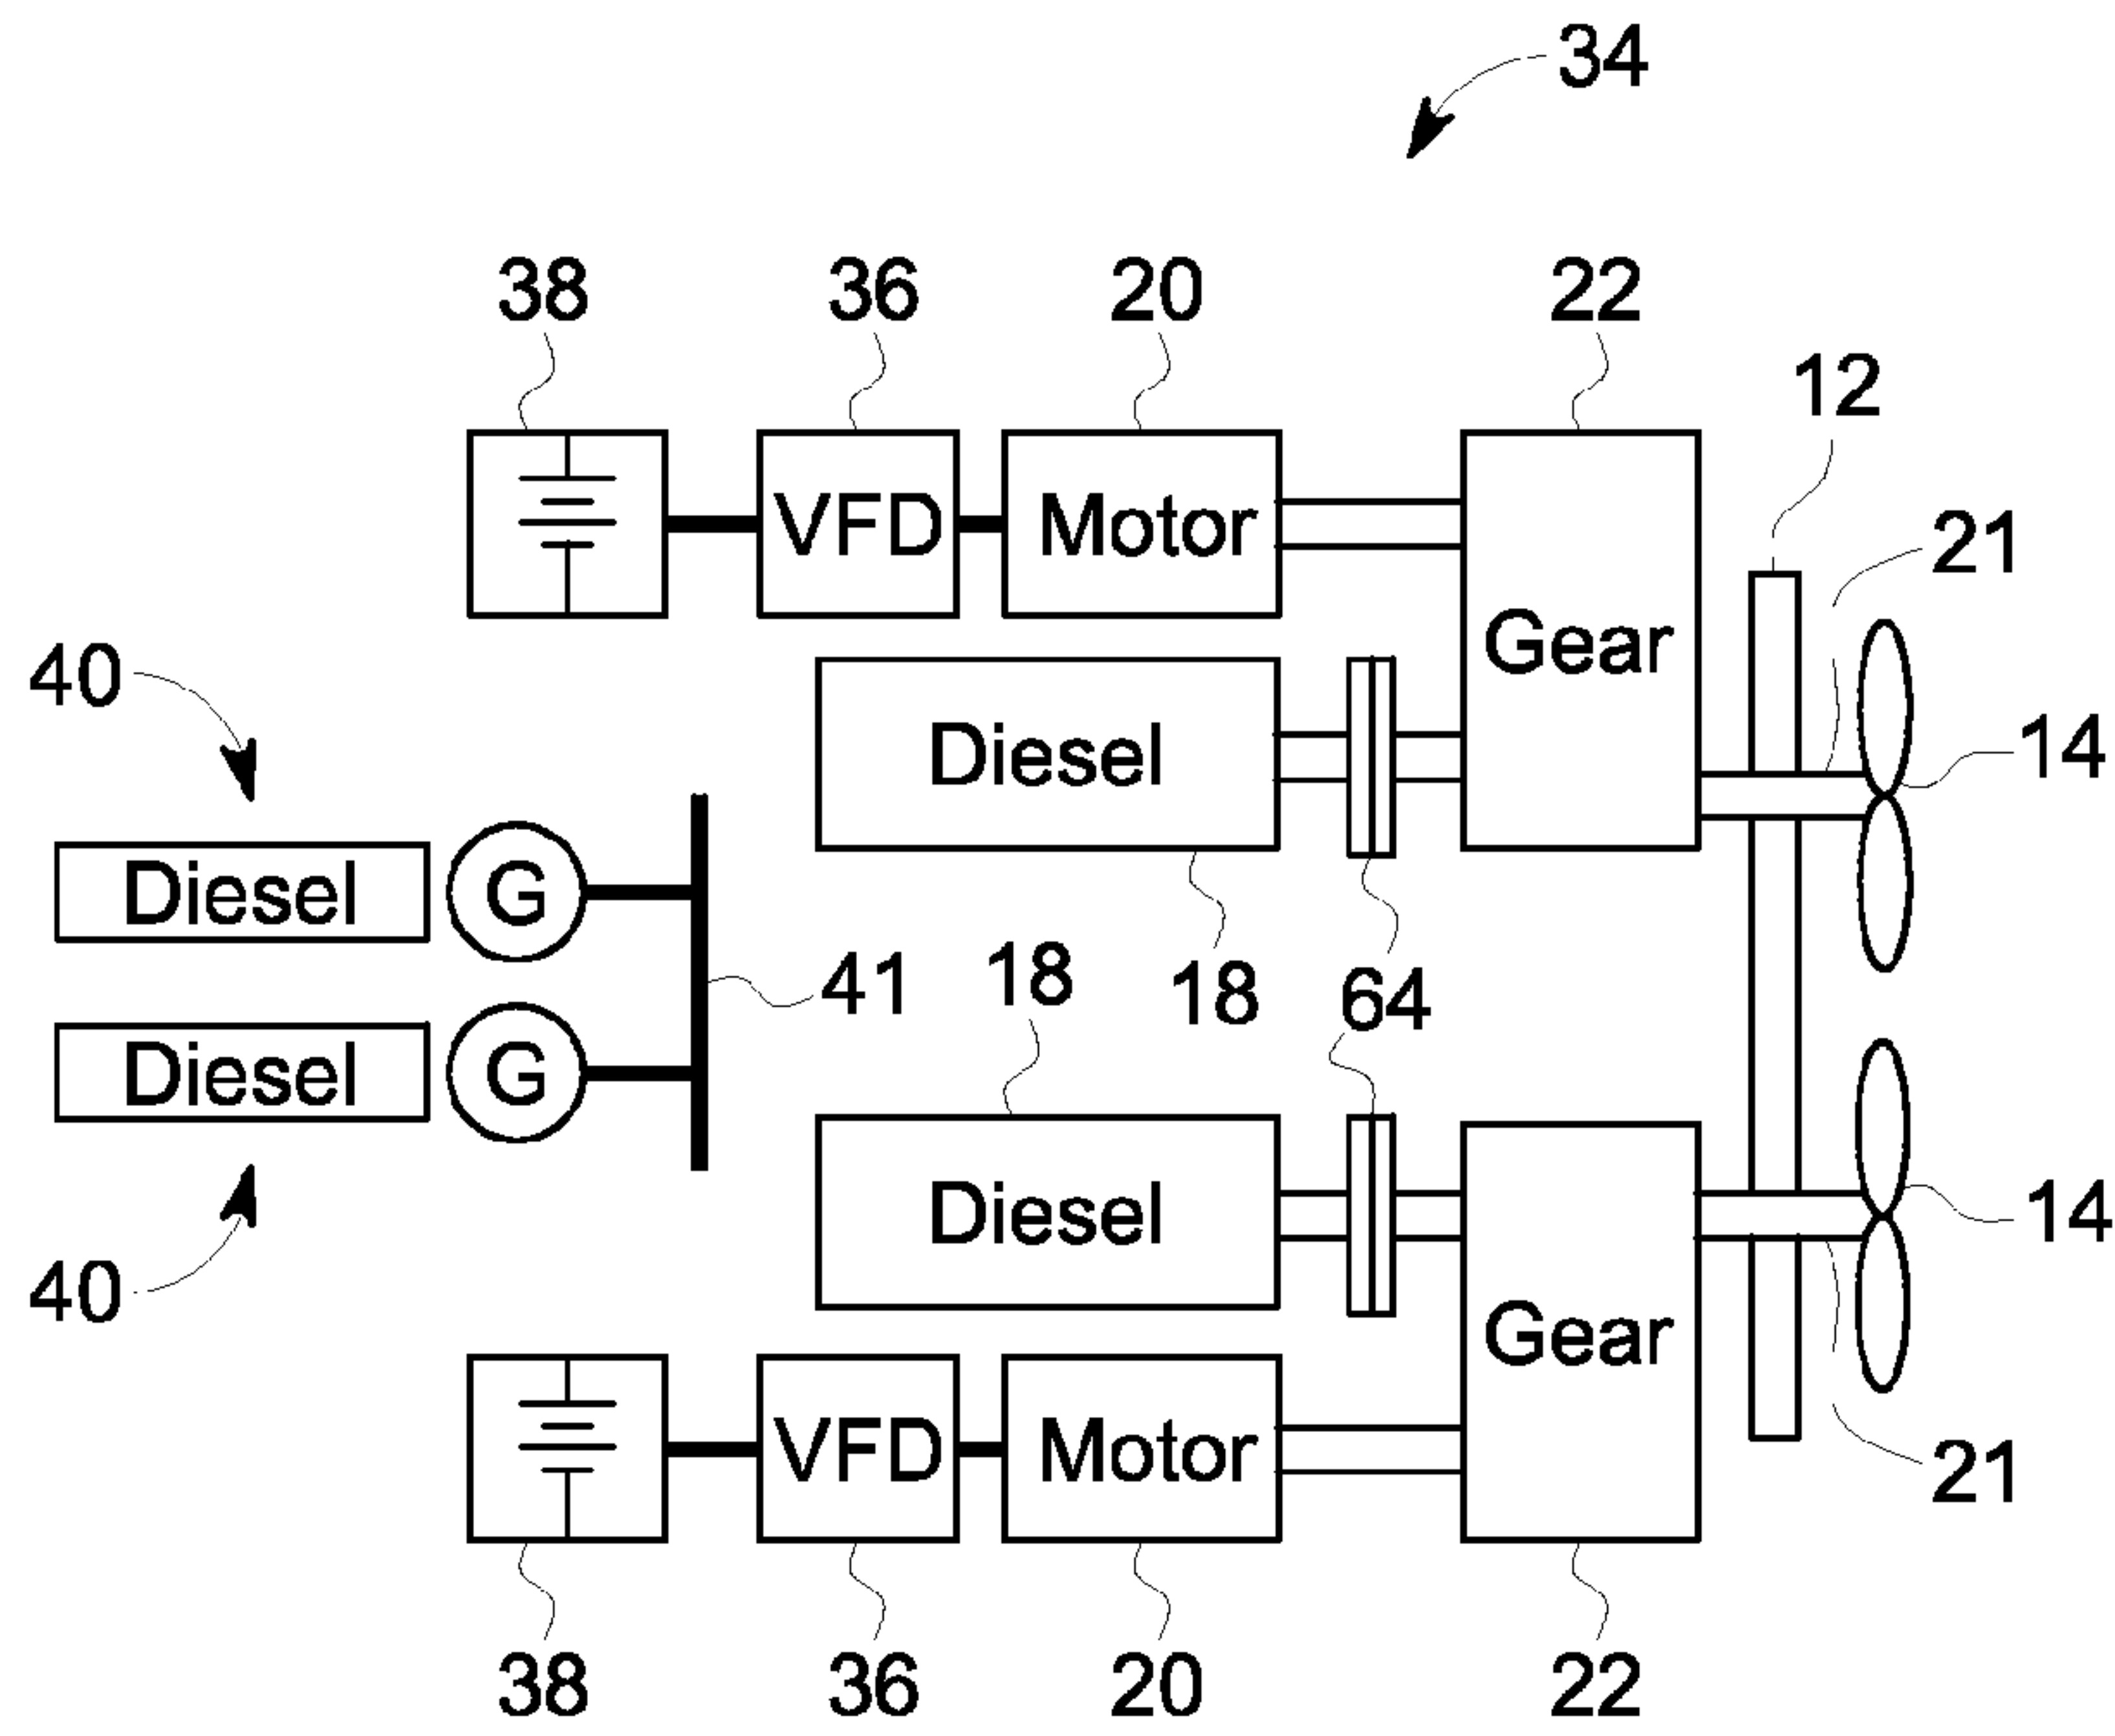 34
38 36 20 22
12
VFD Motor
21
Gear
40
Diesel
14
Diesel G
41 18 18 64
Diesel G
Diesel
14
40
Gear
VFD Motor
21
38 36 20 22